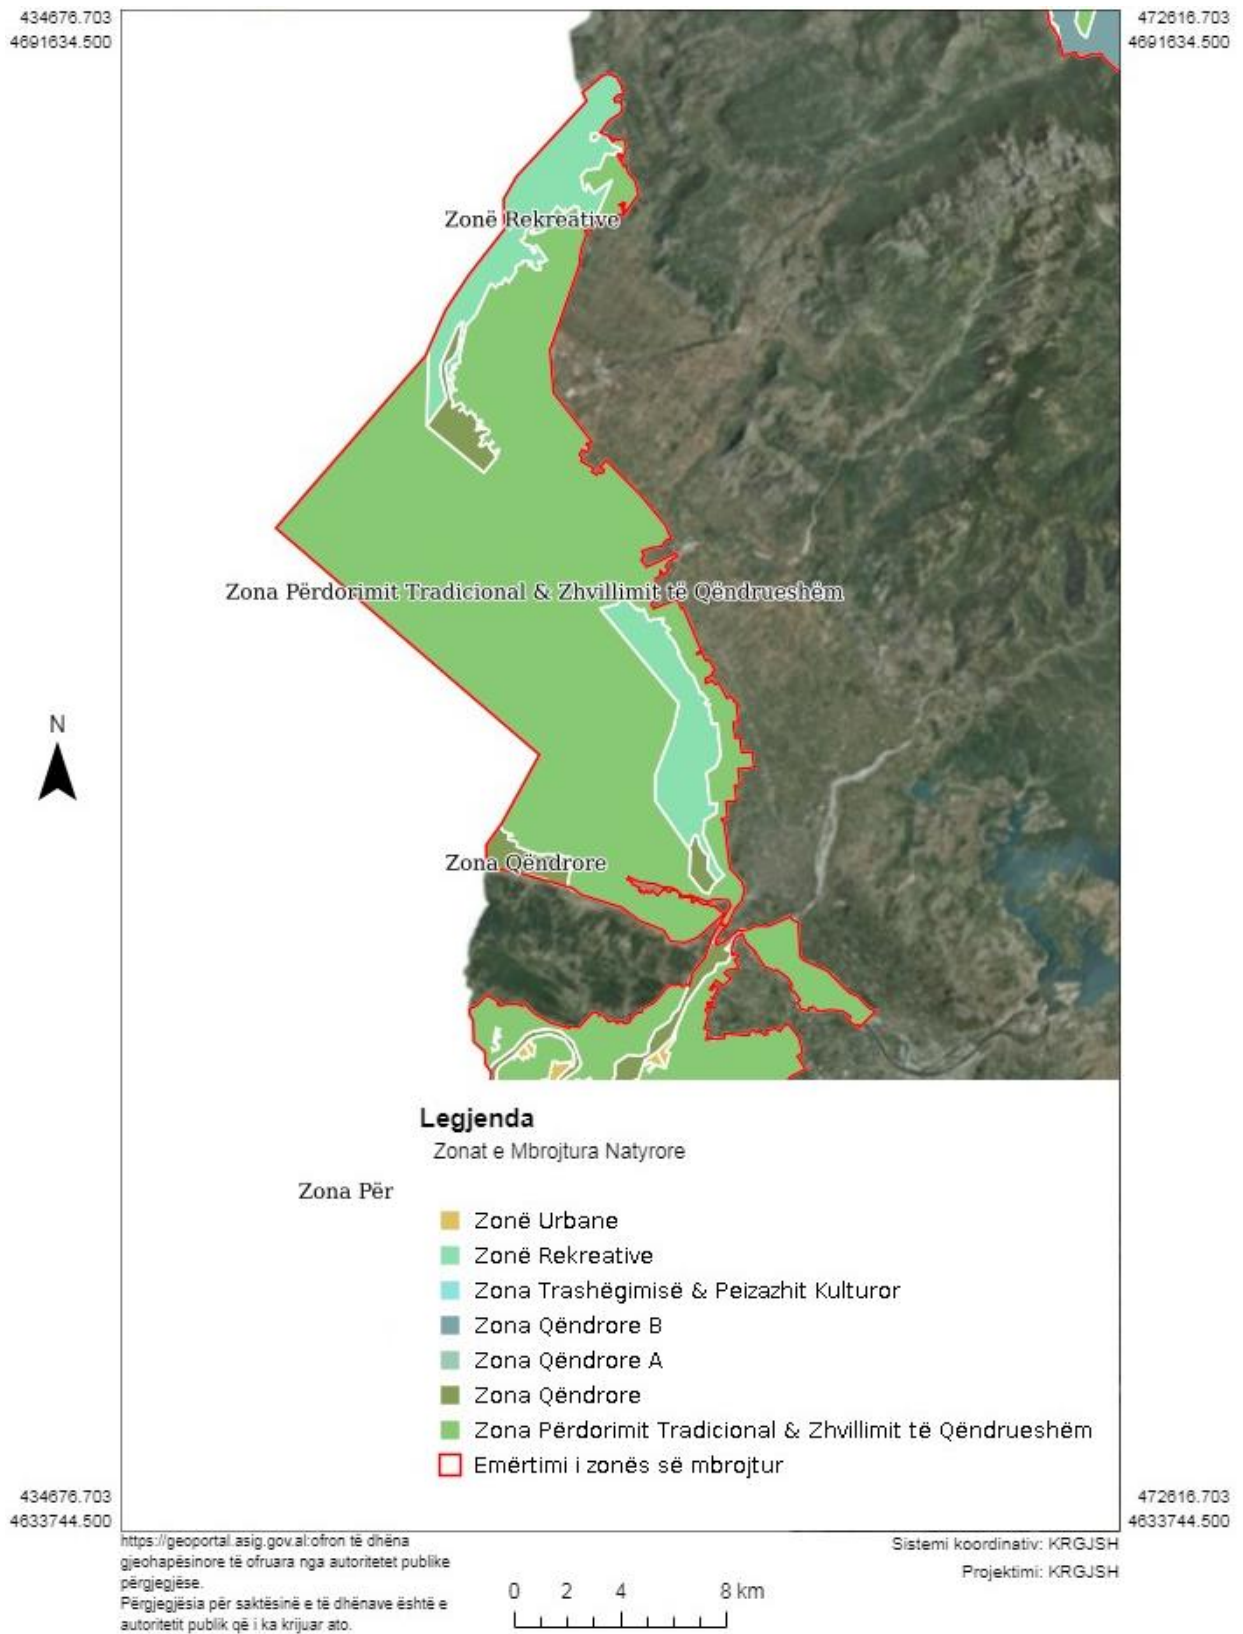 434676.703
4691634.500
472616.703
4691634.500
Zonë Rekreative
Zona Përdorimit Tradicional & Zhvillimit të Qëndrueshëm
N
Zona Qëndrore
Legjenda
Zonat e Mbrojtura Natyrore
Zona Për
Zonë Urbane
Zonë Rekreative
Zona Trashëgimisë & Peizazhit Kulturor
Zona Qëndrore B
Zona Qëndrore A
Zona Qëndrore
Zona Përdorimit Tradicional & Zhvillimit të Qëndrueshëm
Emërtimi i zonës së mbrojtur
434676.703
4633744.500
472616.703
4633744.500
https://geoportal.asig.gov.al:ofron të dhëna
gjeohapësinore të ofruara nga autoritetet publike
përgjegjëse.
Përgjegjësia për saktësinë e të dhënave është e
autoritetit publik që i ka krijuar ato.
0 2 4 8 km
Sistemi koordinativ: KRGJSH
Projektimi: KRGJSH